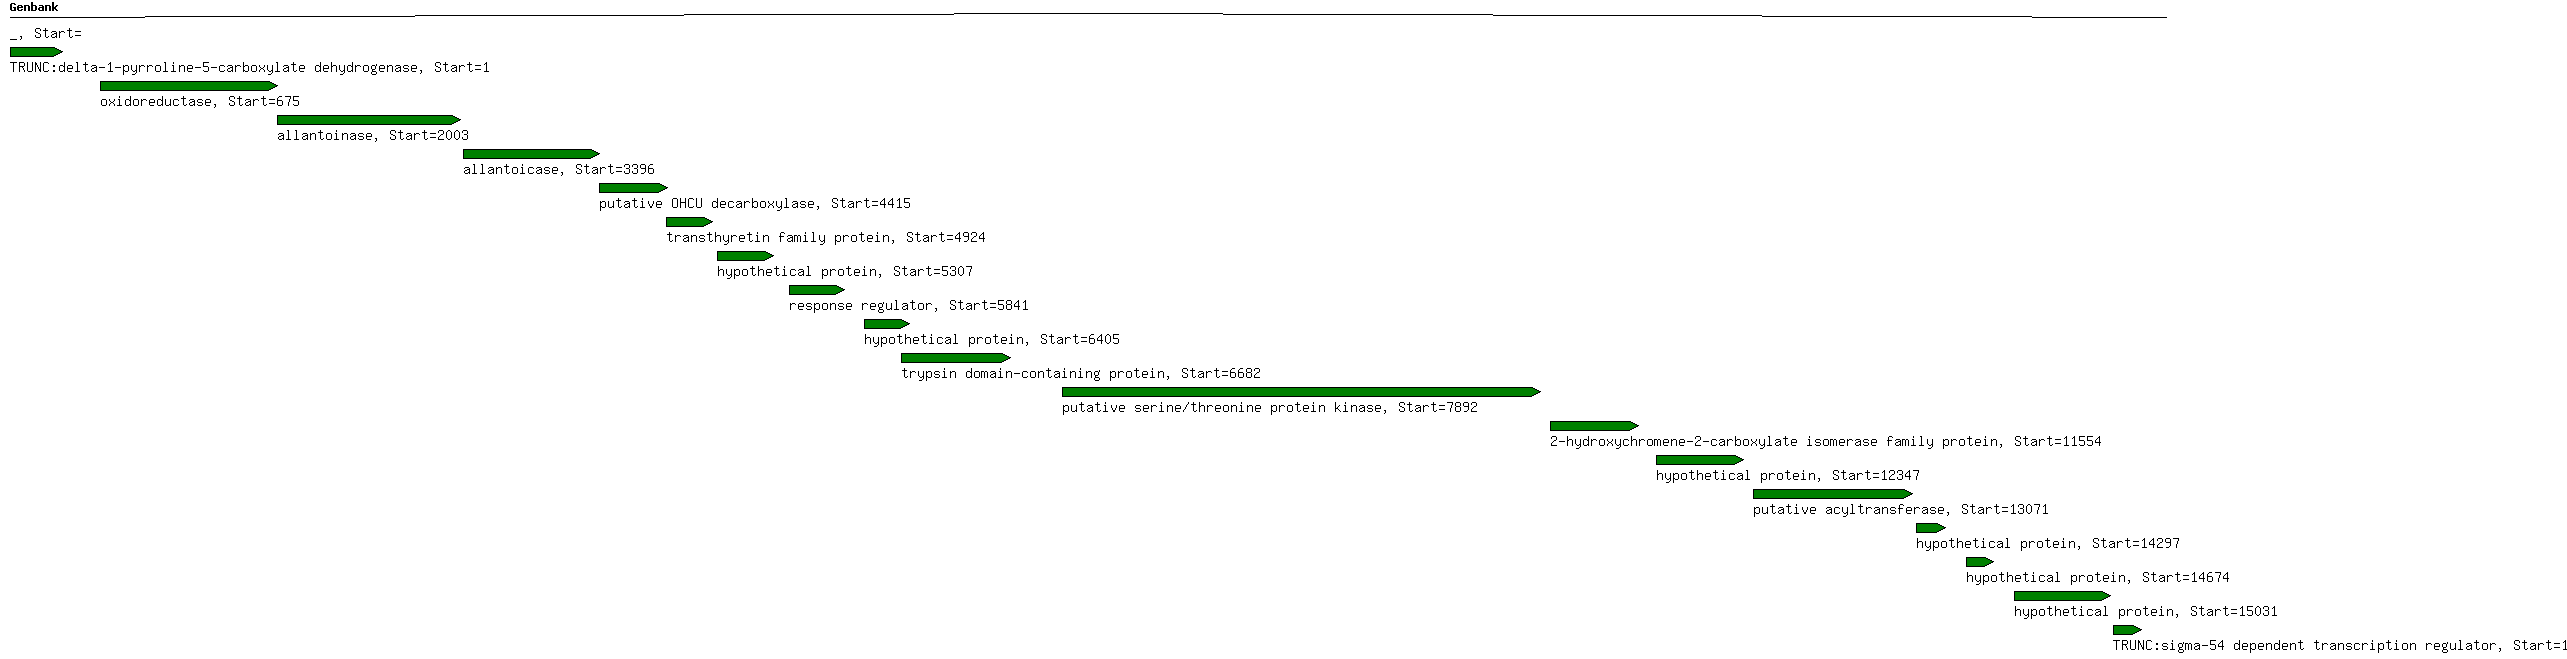 Genbank
_, Start=
TRUNC:delta-1-pyrroline-5-carboxylate dehydrogenase, Start=1
oxidoreductase, Start=675
allantoinase, Start=2003
allantoicase, Start=3396
putative OHCU decarboxylase, Start=4415
transthyretin family protein, Start=4924
hypothetical protein, Start=5307
response regulator, Start=5841
hypothetical protein, Start=6405
trypsin domain-containing protein, Start=6682
putative serine/threonine protein kinase, Start=7892
2-hydroxychromene-2-carboxylate isomerase family protein, Start=11554
hypothetical protein, Start=12347
putative acyltransferase, Start=13071
hypothetical protein, Start=14297
hypothetical protein, Start=14674
hypothetical protein, Start=15031
TRUNC:sigma-54 dependent transcription regulator, Start=1